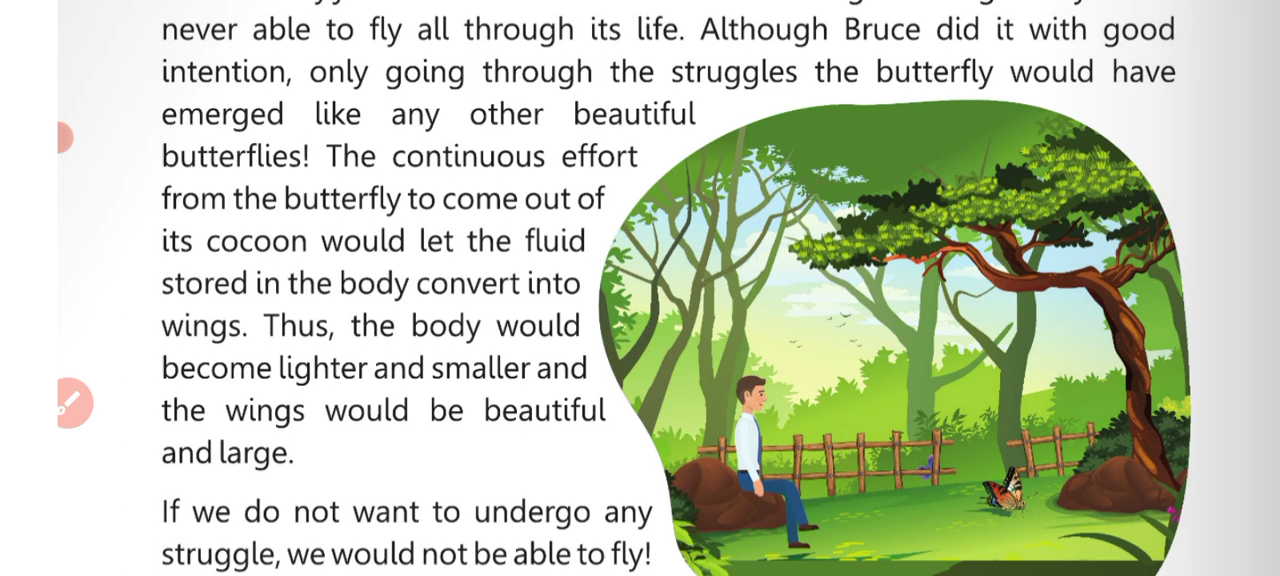 never able to fly all through its life. Although Bruce did it with good
intention, only going through the struggles the butterfly would have
emerged like any other beautiful
butterflies! The continuous effort
from the butterfly to come out of
its cocoon would let the fluid
stored in the body convert into
wings. Thus, the body would
become lighter and smaller and
the wings would be beautiful
and large.
If we do not want to undergo any
struggle, we would not be able to fly!